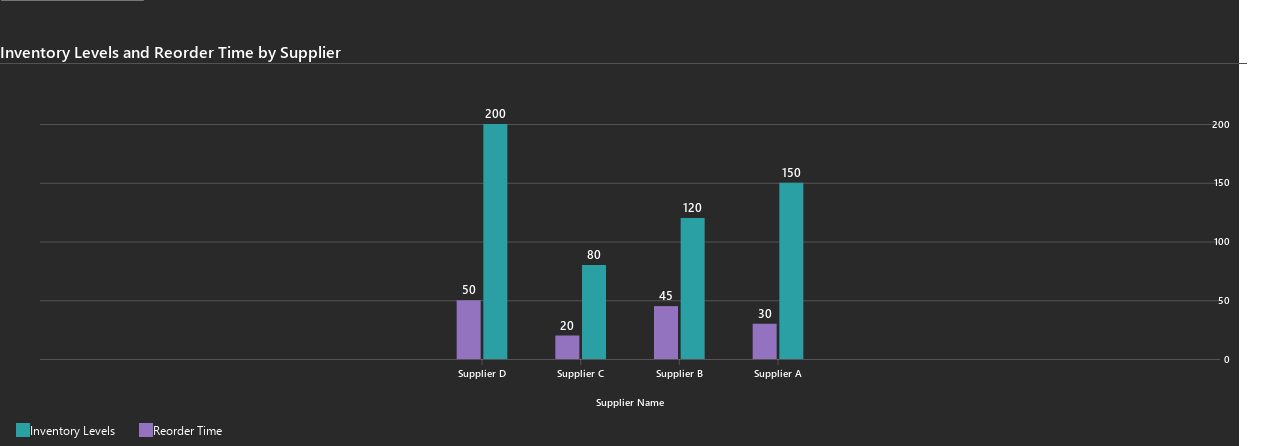 Inventory Levels and Reorder Time by Supplier
200
200
150
150
120
100
80
50
50
45
30
20
0
Supplier D
Supplier C
Supplier B
Supplier A
Supplier Name
Inventory Levels
Reorder Time